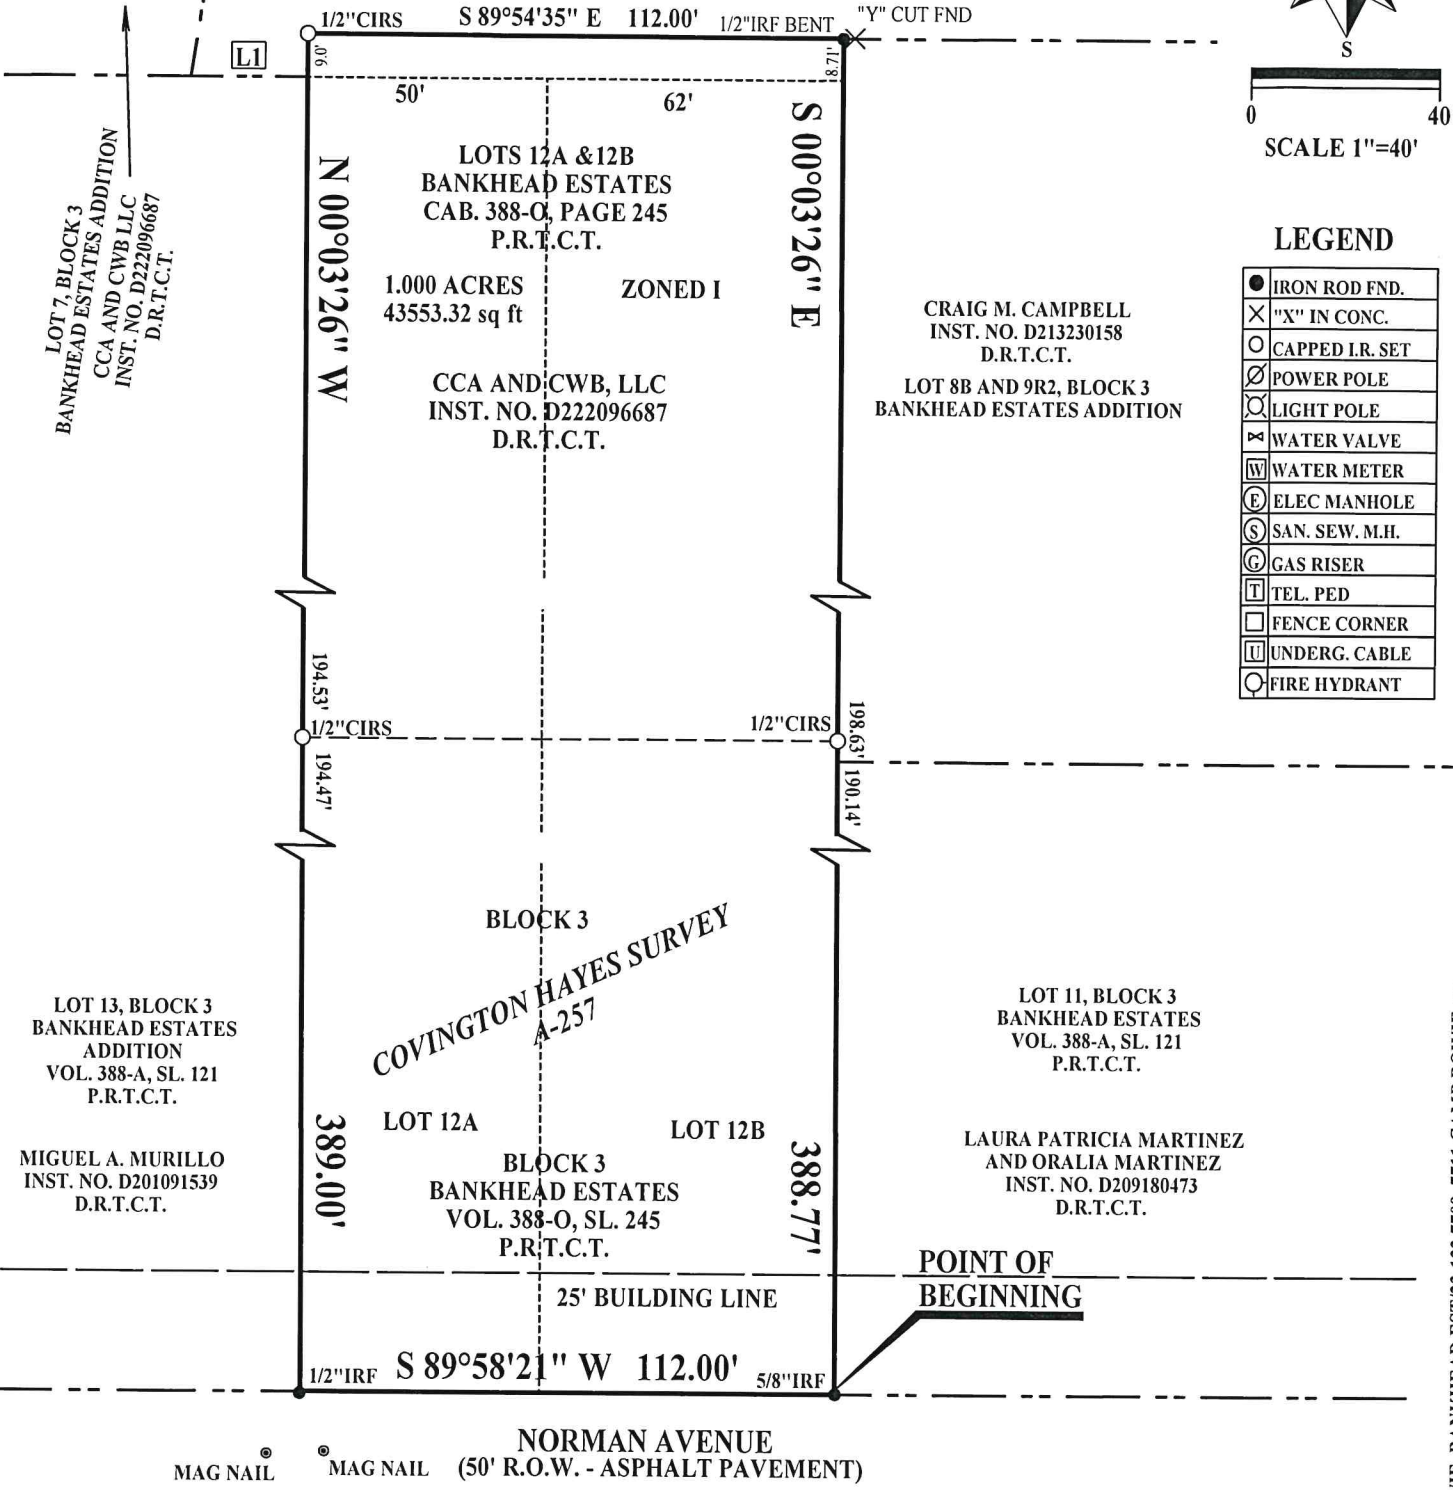 1/2"CIRS
S 89°54'35" E 112.00'
1/2"IRF BENT
"Y" CUT FND
L1
9.0'
8.71'
50'
62'
S
0 40
SCALE 1"=40'
LOT 7, BLOCK 3
BANKHEAD ESTATES ADDITION
CCA AND CWB LLC
INST. NO. D222096687
D.R.T.C.T.
N 00°03'26" W
LOTS 12A &12B
BANKHEAD ESTATES
CAB. 388-O, PAGE 245
P.R.T.C.T.
1.000 ACRES
43553.32 sq ft
ZONED I
CCA AND CWB, LLC
INST. NO. D222096687
D.R.T.C.T.
S 00°03'26" E
CRAIG M. CAMPBELL
INST. NO. D213230158
D.R.T.C.T.
LOT 8B AND 9R2, BLOCK 3
BANKHEAD ESTATES ADDITION
LEGEND
IRON ROD FND.
"X" IN CONC.
CAPPED I.R. SET
POWER POLE
LIGHT POLE
WATER VALVE
W WATER METER
E ELEC MANHOLE
S SAN. SEW. M.H.
G GAS RISER
T TEL. PED
FENCE CORNER
U UNDERG. CABLE
FIRE HYDRANT
194.53'
1/2"CIRS
194.47'
1/2"CIRS
198.63'
190.14'
BLOCK 3
COVINGTON HAYES SURVEY
A-257
LOT 13, BLOCK 3
BANKHEAD ESTATES
ADDITION
VOL. 388-A, SL. 121
P.R.T.C.T.
MIGUEL A. MURILLO
INST. NO. D201091539
D.R.T.C.T.
389.00'
LOT 12A
LOT 12B
BLOCK 3
BANKHEAD ESTATES
VOL. 388-O, SL. 245
P.R.T.C.T.
388.77'
LOT 11, BLOCK 3
BANKHEAD ESTATES
VOL. 388-A, SL. 121
P.R.T.C.T.
LAURA PATRICIA MARTINEZ
AND ORALIA MARTINEZ
INST. NO. D209180473
D.R.T.C.T.
POINT OF
BEGINNING
25' BUILDING LINE
1/2"IRF
S 89°58'21" W 112.00'
5/8"IRF
MAG NAIL
MAG NAIL
NORMAN AVENUE
(50' R.O.W. - ASPHALT PAVEMENT)